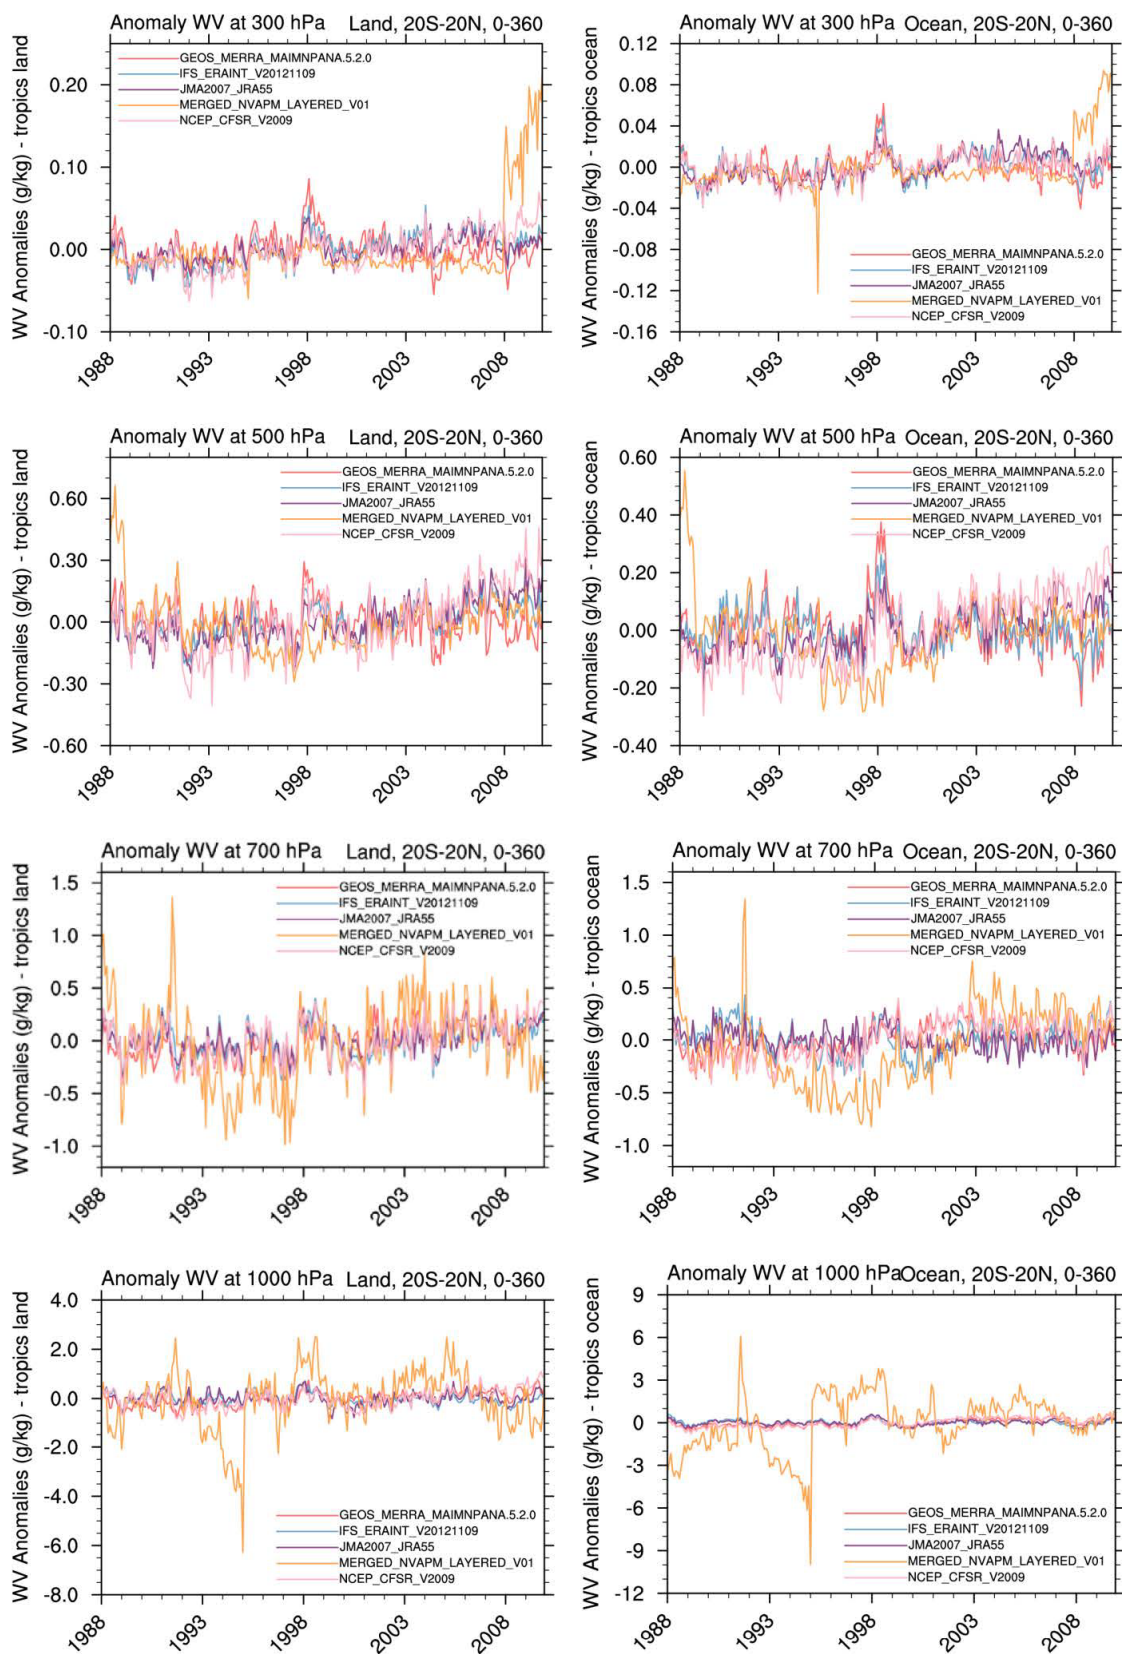 Anomaly WV at 300 hPa Land, 20S-20N, 0-360
WV Anomalies (g/kg) - tropics land
0.20
0.10
0.00
-0.10
GEOS_MERRA_MAIMNPANA.5.2.0
IFS_ERAINT_V20121109
JMA2007_JRA55
MERGED_NVAPM_LAYERED_V01
NCEP_CFSR_V2009
1988 1993 1998 2003 2008
Anomaly WV at 300 hPa Ocean, 20S-20N, 0-360
WV Anomalies (g/kg) - tropics ocean
0.12
0.08
0.04
0.00
-0.04
-0.08
-0.12
-0.16
GEOS_MERRA_MAIMNPANA.5.2.0
IFS_ERAINT_V20121109
JMA2007_JRA55
MERGED_NVAPM_LAYERED_V01
NCEP_CFSR_V2009
1988 1993 1998 2003 2008
Anomaly WV at 500 hPa Land, 20S-20N, 0-360
WV Anomalies (g/kg) - tropics land
0.60
0.30
0.00
-0.30
-0.60
GEOS_MERRA_MAIMNPANA.5.2.0
IFS_ERAINT_V20121109
JMA2007_JRA55
MERGED_NVAPM_LAYERED_V01
NCEP_CFSR_V2009
1988 1993 1998 2003 2008
Anomaly WV at 500 hPa Ocean, 20S-20N, 0-360
WV Anomalies (g/kg) - tropics ocean
0.60
0.40
0.20
0.00
-0.20
-0.40
GEOS_MERRA_MAIMNPANA.5.2.0
IFS_ERAINT_V20121109
JMA2007_JRA55
MERGED_NVAPM_LAYERED_V01
NCEP_CFSR_V2009
1988 1993 1998 2003 2008
Anomaly WV at 700 hPa Land, 20S-20N, 0-360
WV Anomalies (g/kg) - tropics land
1.5
1.0
0.5
0.0
-0.5
-1.0
GEOS_MERRA_MAIMNPANA.5.2.0
IFS_ERAINT_V20121109
JMA2007_JRA55
MERGED_NVAPM_LAYERED_V01
NCEP_CFSR_V2009
1988 1993 1998 2003 2008
Anomaly WV at 700 hPa Ocean, 20S-20N, 0-360
WV Anomalies (g/kg) - tropics ocean
1.5
1.0
0.5
0.0
-0.5
-1.0
GEOS_MERRA_MAIMNPANA.5.2.0
IFS_ERAINT_V20121109
JMA2007_JRA55
MERGED_NVAPM_LAYERED_V01
NCEP_CFSR_V2009
1988 1993 1998 2003 2008
Anomaly WV at 1000 hPa Land, 20S-20N, 0-360
WV Anomalies (g/kg) - tropics land
4.0
2.0
0.0
-2.0
-4.0
-6.0
-8.0
GEOS_MERRA_MAIMNPANA.5.2.0
IFS_ERAINT_V20121109
JMA2007_JRA55
MERGED_NVAPM_LAYERED_V01
NCEP_CFSR_V2009
1988 1993 1998 2003 2008
Anomaly WV at 1000 hPaOcean, 20S-20N, 0-360
WV Anomalies (g/kg) - tropics ocean
9
6
3
0
-3
-6
-9
-12
GEOS_MERRA_MAIMNPANA.5.2.0
IFS_ERAINT_V20121109
JMA2007_JRA55
MERGED_NVAPM_LAYERED_V01
NCEP_CFSR_V2009
1988 1993 1998 2003 2008